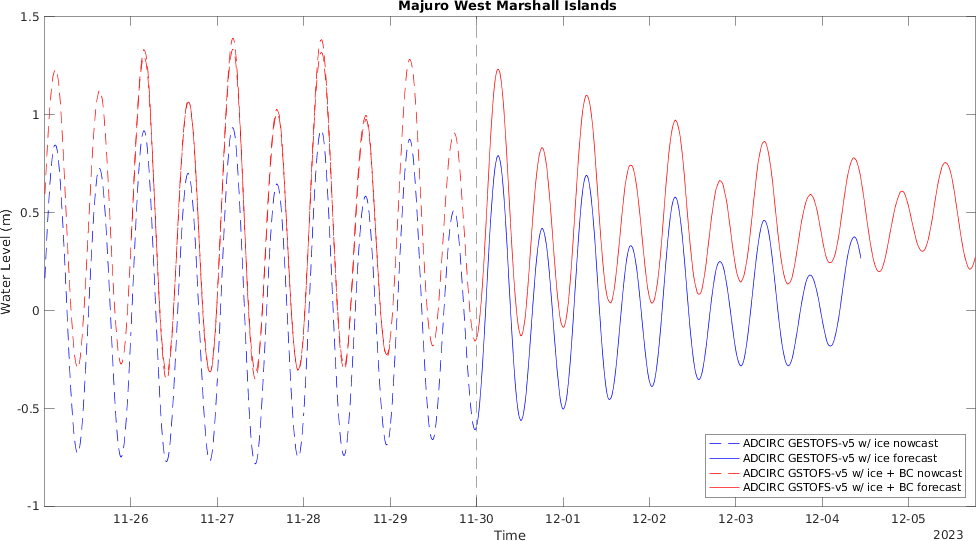 Majuro West Marshall Islands
1.5
1
0.5
0
-0.5
-1
Water Level (m)
11-26
11-27
11-28
11-29
11-30
12-01
12-02
12-03
12-04
12-05
Time
2023
ADCIRC GESTOFS-v5 w/ ice nowcast
ADCIRC GESTOFS-v5 w/ ice forecast
ADCIRC GSTOFS-v5 w/ ice + BC nowcast
ADCIRC GSTOFS-v5 w/ ice + BC forecast